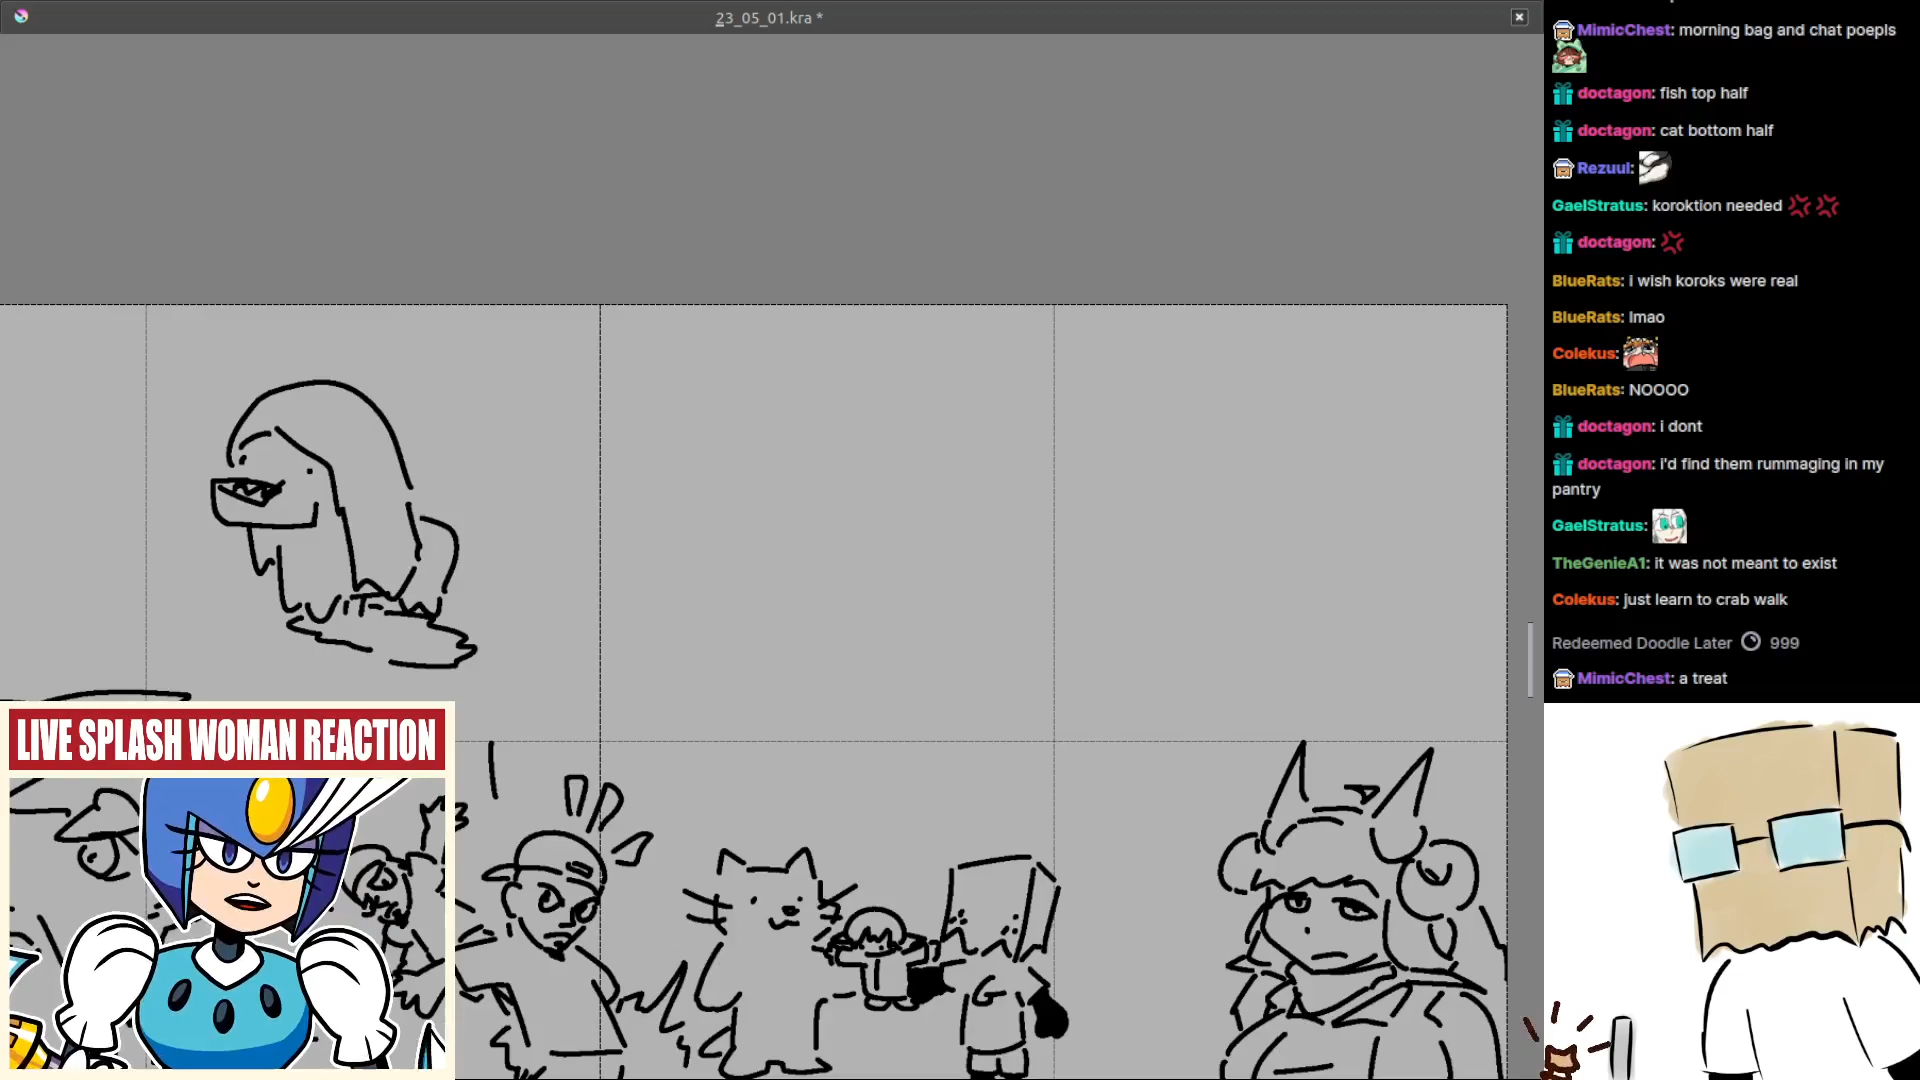 23_05_01.kra *
MimicChest: morning bag and chat poepls
doctagon: fish top half
doctagon: cat bottom half
Rezuul:
GaelStratus: koroktion needed
doctagon:
BlueRats: i wish koroks were real
BlueRats: lmao
Colekus:
BlueRats: NOOOO
doctagon: i dont
doctagon: i'd find them rummaging in my
pantry
GaelStratus:
TheGenieA1: it was not meant to exist
Colekus: just learn to crab walk
Redeemed Doodle Later 999
MimicChest: a treat
LIVE SPLASH WOMAN REACTION
G